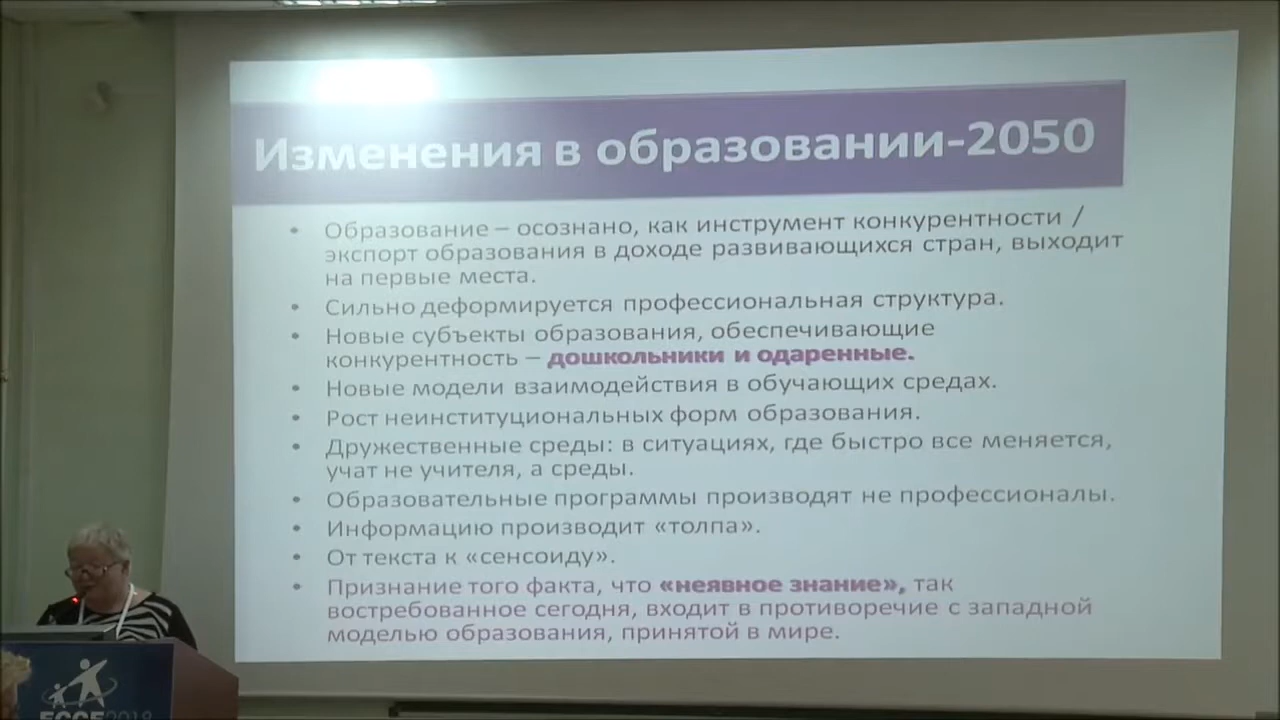 Изменения в образовании-2050
• Образование – осознано, как инструмент конкурентности /
экспорт образования в доходе развивающихся стран, выходит
на первые места.
• Сильно деформируется профессиональная структура.
• Новые субъекты образования, обеспечивающие
конкурентность – дошкольники и одаренные.
• Новые модели взаимодействия в обучающих средах.
• Рост неинституциональных форм образования.
• Дружественные среды: в ситуациях, где быстро все меняется,
учат не учителя, а среды.
• Образовательные программы производят не профессионалы.
• Информацию производит «толпа».
• От текста к «сенсоиду».
• Признание того факта, что «неявное знание», так
востребованное сегодня, входит в противоречие с западной
моделью образования, принятой в мире.
ECCE2018